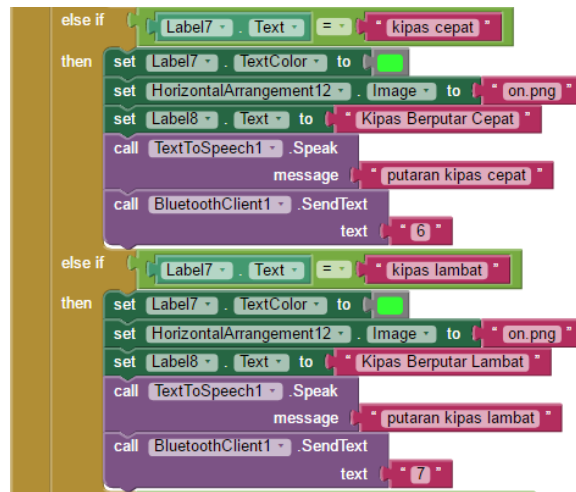 else if Label7 . Text = " kipas cepat "
then set Label7 . TextColor to
set HorizontalArrangement12 . Image to " on.png "
set Label8 . Text to " Kipas Berputar Cepat "
call TextToSpeech1 .Speak
message " putaran kipas cepat "
call BluetoothClient1 .SendText
text " 6 "
else if Label7 . Text = " kipas lambat "
then set Label7 . TextColor to
set HorizontalArrangement12 . Image to " on.png "
set Label8 . Text to " Kipas Berputar Lambat "
call TextToSpeech1 .Speak
message " putaran kipas lambat "
call BluetoothClient1 .SendText
text " 7 "